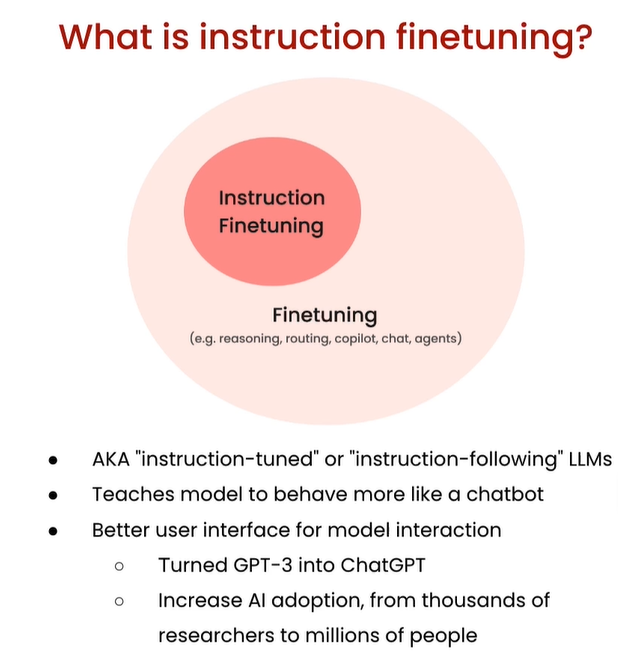 What is instruction finetuning?
Instruction
Finetuning
Finetuning
(e.g. reasoning, routing, copilot, chat, agents)
● AKA "instruction-tuned" or "instruction-following" LLMs
● Teaches model to behave more like a chatbot
● Better user interface for model interaction
○ Turned GPT-3 into ChatGPT
○ Increase AI adoption, from thousands of
researchers to millions of people